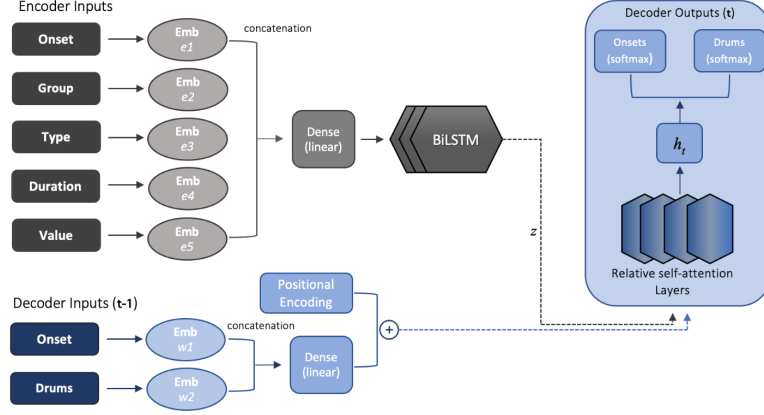 Encoder Inputs
Onset
Emb
e1
concatenation
Group
Emb
e2
Type
Emb
e3
Duration
Emb
e4
Value
Emb
e5
Dense
(linear)
BiLSTM
z
Decoder Inputs (t-1)
Onset
Emb
w1
concatenation
Drums
Emb
w2
Dense
(linear)
Positional
Encoding
+
Decoder Outputs (t)
Onsets
(softmax)
Drums
(softmax)
h_t
Relative self-attention
Layers